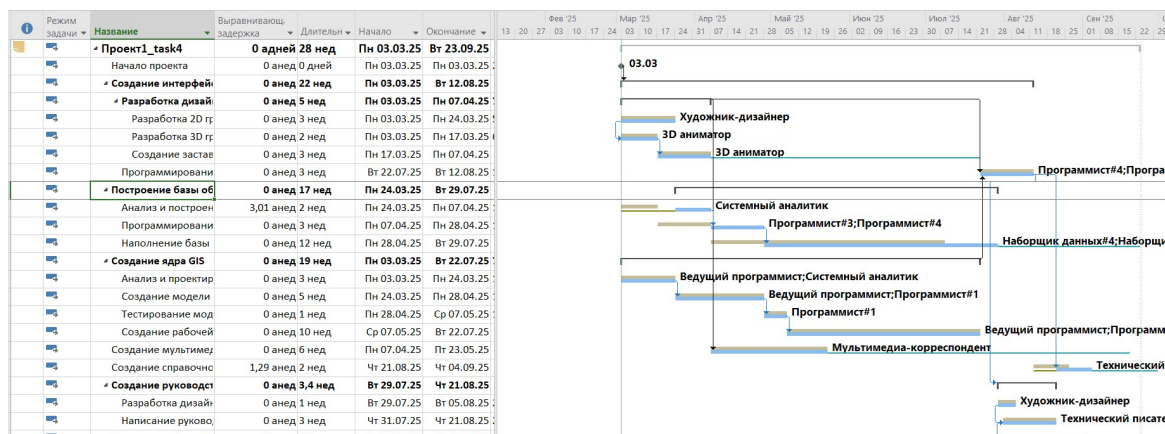 Режим задачи Название Выравнивающ. задержка Длительн Начало Окончание
Фев '25 Мар '25 Апр '25 Май '25 Июн '25 Июл '25 Авг '25 Сен '25
13 20 27 03 10 17 24 03 10 17 24 31 07 14 21 28 05 12 19 26 02 09 16 23 30 07 14 21 28 04 11 18 25 01 08 15 22
Проект1_task4 0 адней 28 нед Пн 03.03.25 Вт 23.09.25
Начало проекта 0 анед 0 дней Пн 03.03.25 Пн 03.03.25 03.03
Создание интерфей 0 анед 22 нед Пн 03.03.25 Вт 12.08.25
Разработка дизай 0 анед 5 нед Пн 03.03.25 Пн 07.04.25
Разработка 2D гр 0 анед 3 нед Пн 03.03.25 Пн 24.03.25 Художник-дизайнер
Разработка 3D гр 0 анед 2 нед Пн 03.03.25 Пн 17.03.25 3D аниматор
Создание застав 0 анед 3 нед Пн 17.03.25 Пн 07.04.25 3D аниматор
Программировани 0 анед 3 нед Вт 22.07.25 Вт 12.08.25 Программист#4;Програ
Построение базы об 0 анед 17 нед Пн 24.03.25 Вт 29.07.25
Анализ и построен 3,01 анед 2 нед Пн 24.03.25 Пн 07.04.25 Системный аналитик
Программировани 0 анед 3 нед Пн 07.04.25 Пн 28.04.25 Программист#3;Программист#4
Наполнение базы 0 анед 12 нед Пн 28.04.25 Вт 29.07.25 Наборщик данных#4;Наборщи
Создание ядра GIS 0 анед 19 нед Пн 03.03.25 Вт 22.07.25
Анализ и проектир 0 анед 3 нед Пн 03.03.25 Пн 24.03.25 Ведущий программист;Системный аналитик
Создание модели 0 анед 5 нед Пн 24.03.25 Пн 28.04.25 Ведущий программист;Программист#1
Тестирование мод 0 анед 1 нед Пн 28.04.25 Ср 07.05.25 Программист#1
Создание рабочей 0 анед 10 нед Ср 07.05.25 Вт 22.07.25 Ведущий программист;Программ
Создание мультимед 0 анед 6 нед Пн 07.04.25 Пт 23.05.25 Мультимедиа-корреспондент
Создание справочно 1,29 анед 2 нед Чт 21.08.25 Чт 04.09.25 Технический
Создание руководст 0 анед 3,4 нед Вт 29.07.25 Чт 21.08.25
Разработка дизайн 0 анед 1 нед Вт 29.07.25 Вт 05.08.25 Художник-дизайнер
Написание руково, 0 анед 3 нед Чт 31.07.25 Чт 21.08.25 Технический писате